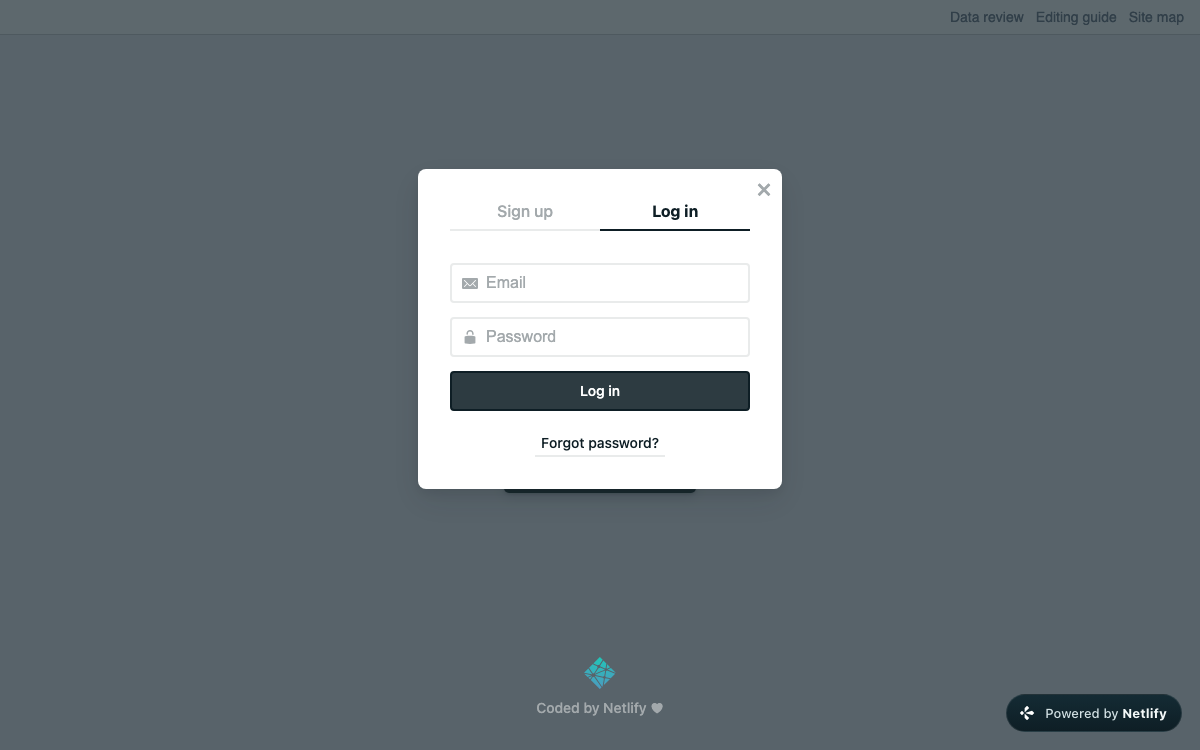 Data review Editing guide Site map
Sign up Log in
Email
Password
Log in
Forgot password?
Coded by Netlify
Powered by Netlify